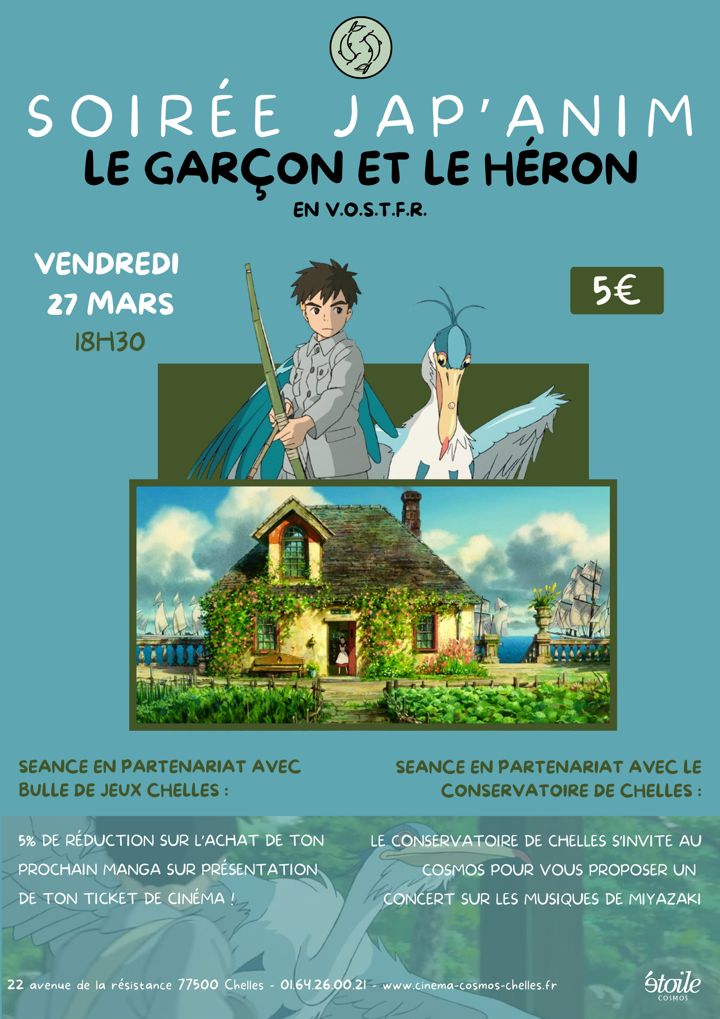 SOIRÉE JAP'ANIM
LE GARÇON ET LE HÉRON
EN V.O.S.T.F.R.
VENDREDI
27 MARS
18H30
5€
SEANCE EN PARTENARIAT AVEC
BULLE DE JEUX CHELLES :
5% DE RÉDUCTION SUR L'ACHAT DE TON
PROCHAIN MANGA SUR PRÉSENTATION
DE TON TICKET DE CINÉMA !
SEANCE EN PARTENARIAT AVEC LE
CONSERVATOIRE DE CHELLES :
LE CONSERVATOIRE DE CHELLES S'INVITE AU
COSMOS POUR VOUS PROPOSER UN
CONCERT SUR LES MUSIQUES DE MIYAZAKI
22 avenue de la résistance 77500 Chelles - 01.64.26.00.21 - www.cinema-cosmos-chelles.fr
étoile
COSMOS